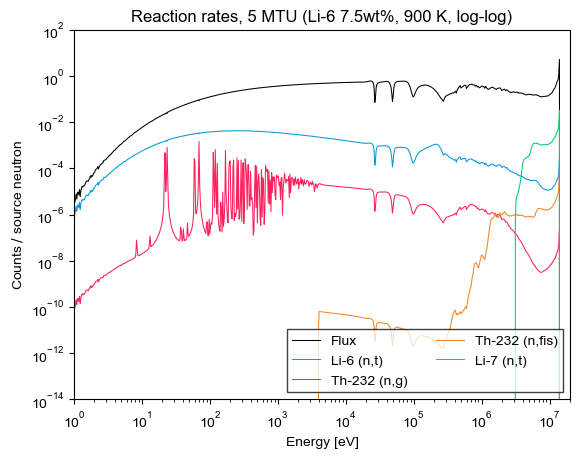 Reaction rates, 5 MTU (Li-6 7.5wt%, 900 K, log-log)
Counts / source neutron
10^2
10^0
10^-2
10^-4
10^-6
10^-8
10^-10
10^-12
10^-14
Flux
Li-6 (n,t)
Th-232 (n,g)
Th-232 (n,fis)
Li-7 (n,t)
10^0 10^1 10^2 10^3 10^4 10^5 10^6 10^7
Energy [eV]